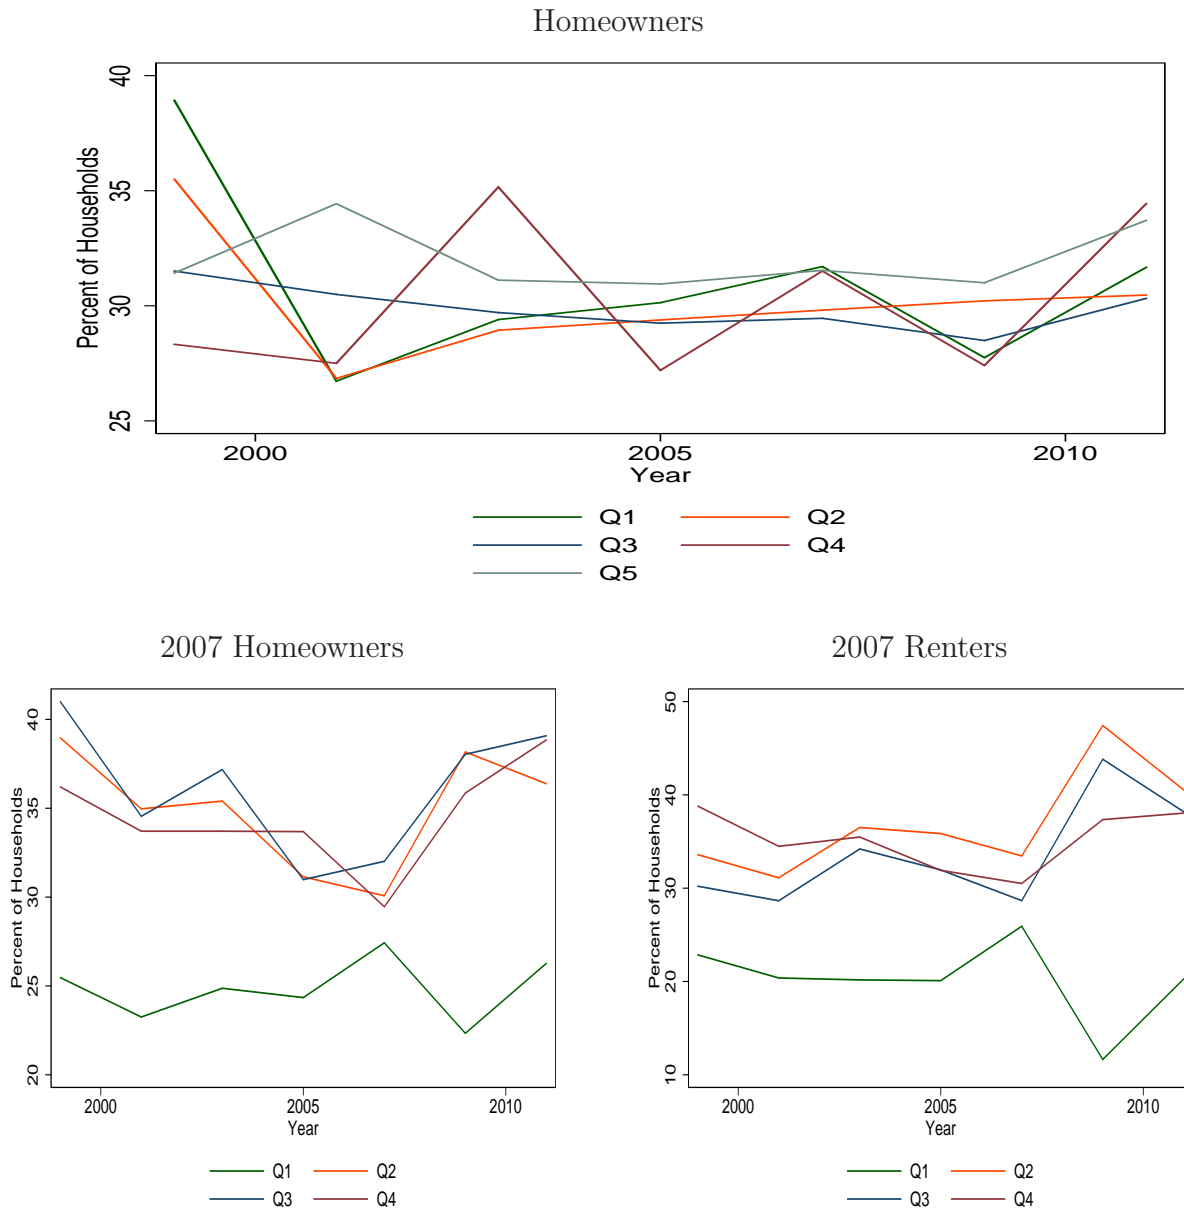 Homeowners
Percent of Households
40
35
30
25
2000 2005 2010
Year
Q1 Q2
Q3 Q4
Q5
2007 Homeowners
Percent of Households
40
35
30
25
20
2000 2005 2010
Year
Q1 Q2
Q3 Q4
2007 Renters
Percent of Households
50
40
30
20
10
2000 2005 2010
Year
Q1 Q2
Q3 Q4